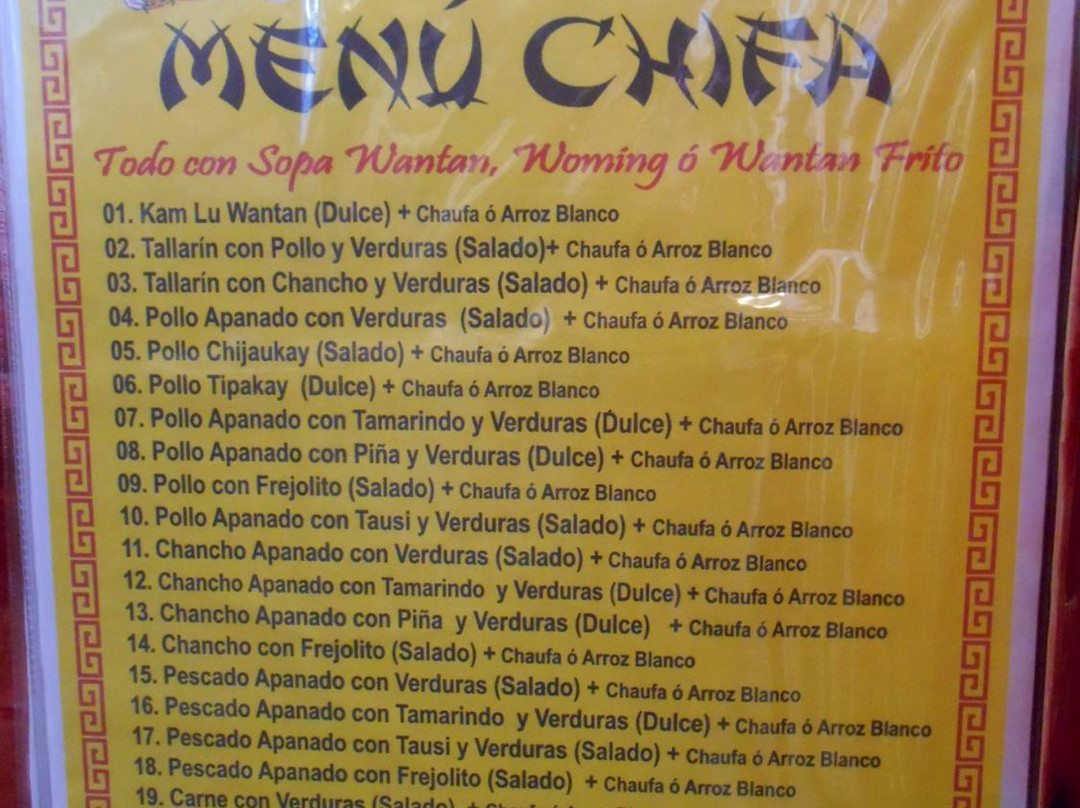 MENÚ CHIFA
Todo con Sopa Wantan, Woming ó Wantan Frito
01. Kam Lu Wantan (Dulce) + Chaufa ó Arroz Blanco
02. Tallarín con Pollo y Verduras (Salado)+ Chaufa ó Arroz Blanco
03. Tallarín con Chancho y Verduras (Salado) + Chaufa ó Arroz Blanco
04. Pollo Apanado con Verduras (Salado) + Chaufa ó Arroz Blanco
05. Pollo Chijaukay (Salado) + Chaufa ó Arroz Blanco
06. Pollo Tipakay (Dulce) + Chaufa ó Arroz Blanco
07. Pollo Apanado con Tamarindo y Verduras (Dulce) + Chaufa ó Arroz Blanco
08. Pollo Apanado con Piña y Verduras (Dulce) + Chaufa ó Arroz Blanco
09. Pollo con Frejolito (Salado) + Chaufa ó Arroz Blanco
10. Pollo Apanado con Tausi y Verduras (Salado) + Chaufa ó Arroz Blanco
11. Chancho Apanado con Verduras (Salado) + Chaufa ó Arroz Blanco
12. Chancho Apanado con Tamarindo y Verduras (Dulce) + Chaufa ó Arroz Blanco
13. Chancho Apanado con Piña y Verduras (Dulce) + Chaufa ó Arroz Blanco
14. Chancho con Frejolito (Salado) + Chaufa ó Arroz Blanco
15. Pescado Apanado con Verduras (Salado) + Chaufa ó Arroz Blanco
16. Pescado Apanado con Tamarindo y Verduras (Dulce) + Chaufa ó Arroz Blanco
17. Pescado Apanado con Tausi y Verduras (Salado) + Chaufa ó Arroz Blanco
18. Pescado Apanado con Frejolito (Salado) + Chaufa ó Arroz Blanco
19. Carne con Verduras (Salado) +